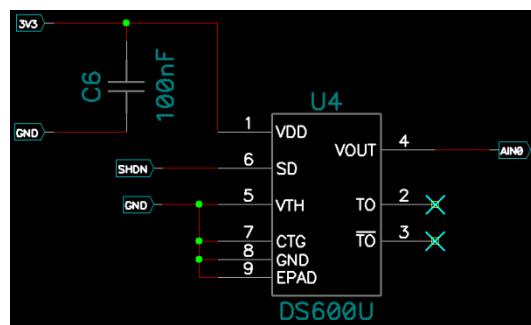 3V3
C6
100nF
GND
U4
1 VDD
VOUT 4
AIN0
SHDN
6 SD
GND
5 VTH
TO 2
7 CTG
T̅O̅ 3
8 GND
9 EPAD
DS600U